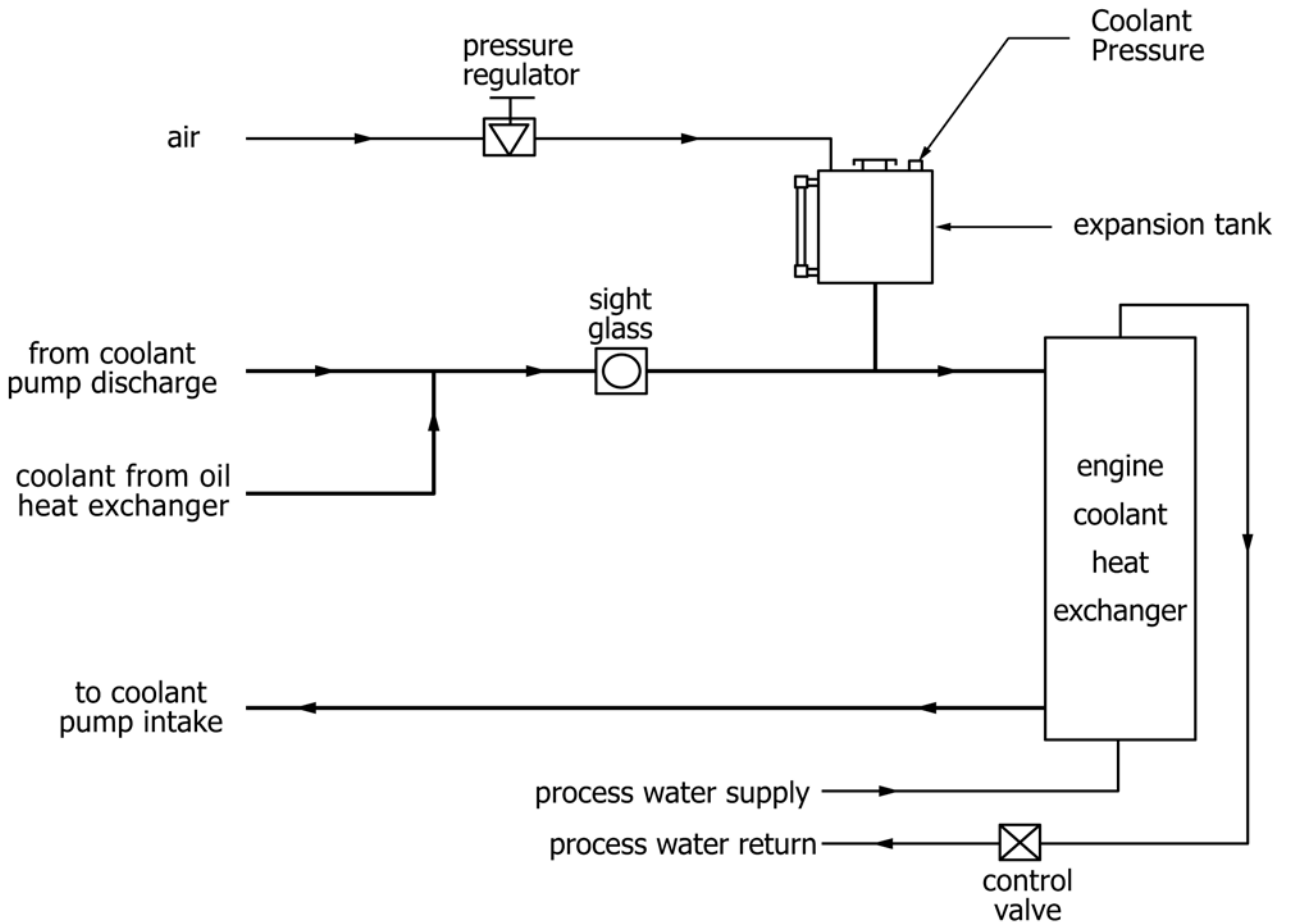 Coolant
Pressure
pressure
regulator
air
expansion tank
sight
glass
from coolant
pump discharge
coolant from oil
heat exchanger
engine
coolant
heat
exchanger
to coolant
pump intake
process water supply
process water return
control
valve